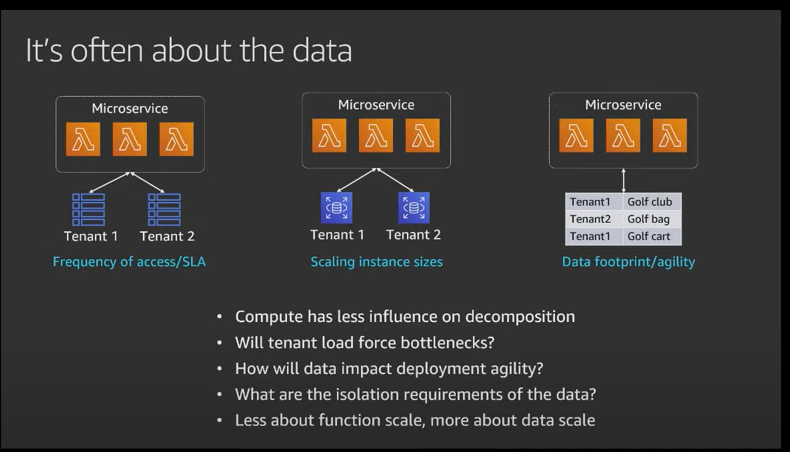 It's often about the data
Microservice
Tenant 1
Tenant 2
Frequency of access/SLA
Microservice
Tenant 1
Tenant 2
Scaling instance sizes
Microservice
Tenant1 Golf club
Tenant2 Golf bag
Tenant1 Golf cart
Data footprint/agility
• Compute has less influence on decomposition
• Will tenant load force bottlenecks?
• How will data impact deployment agility?
• What are the isolation requirements of the data?
• Less about function scale, more about data scale